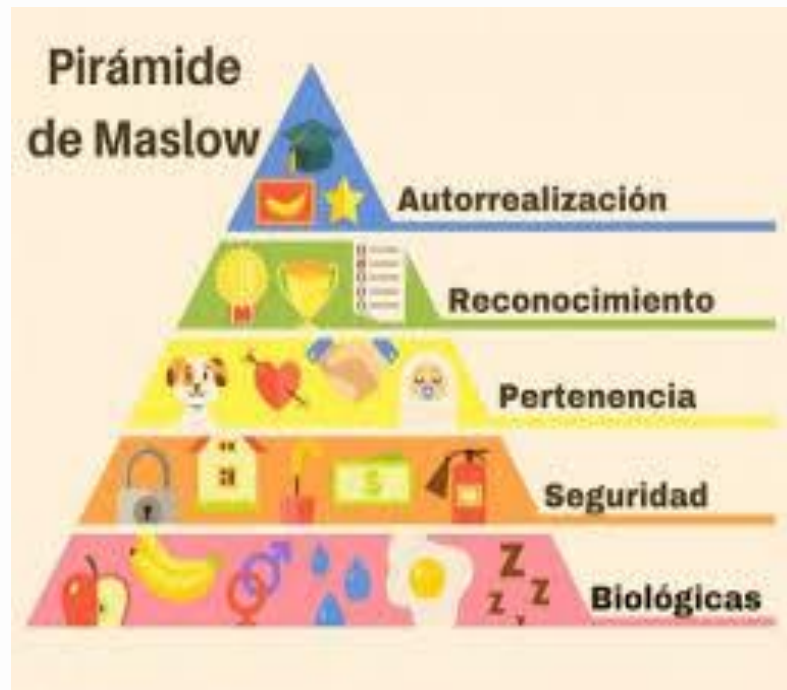 Pirámide
de Maslow
Autorrealización
Reconocimiento
Pertenencia
Seguridad
$
Biológicas
Z
Z
Z